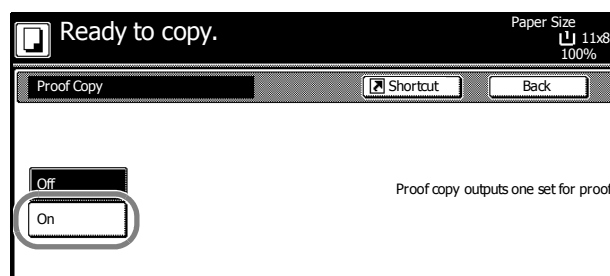 Ready to copy.
Paper Size
1 11x8
100%
Proof Copy
Shortcut
Back
Off
On
Proof copy outputs one set for proof